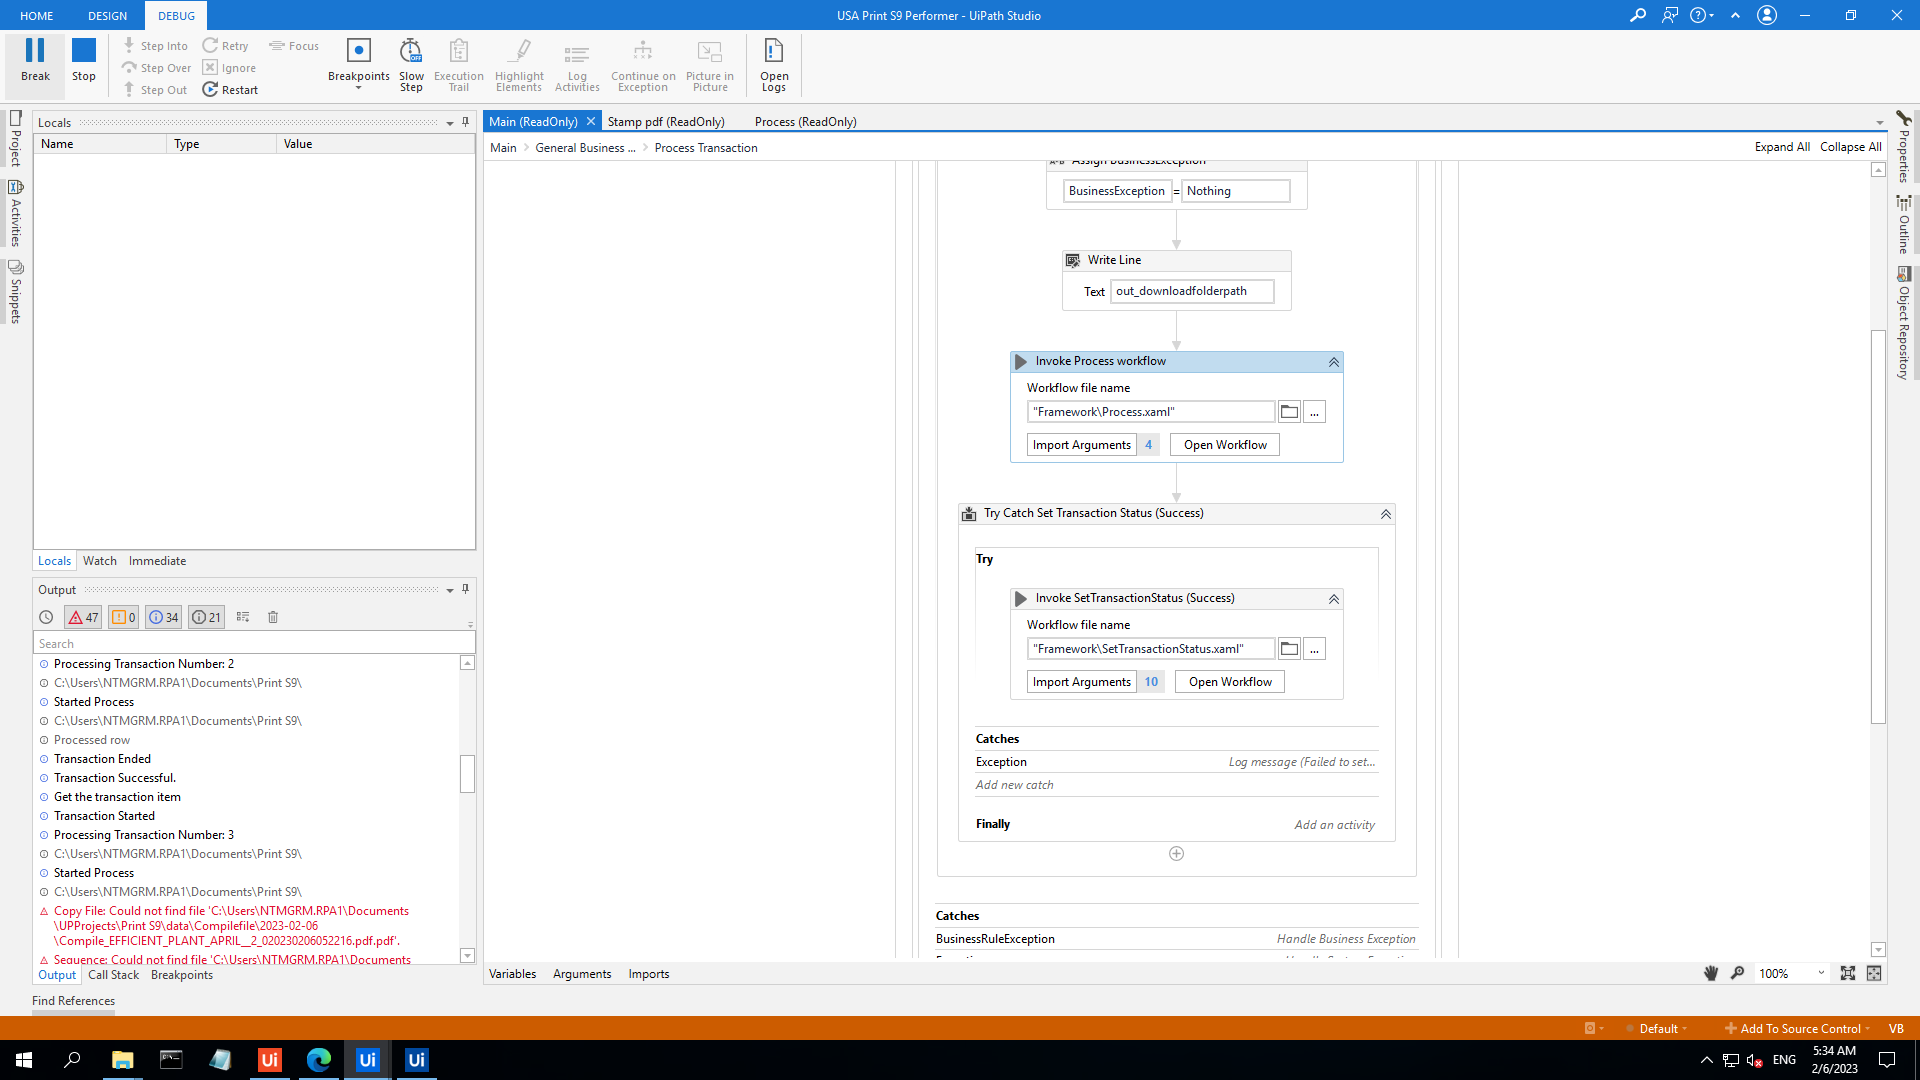 HOME
DESIGN
DEBUG
USA Print S9 Performer - UiPath Studio
Break
Stop
Step Into
Step Over
Step Out
Retry
Ignore
Restart
Focus
Breakpoints
Slow
Step
OFF
Execution
Trail
Highlight
Elements
Log
Activities
Continue on
Exception
Picture in
Picture
Open
Logs
Project
Activities
Snippets
Locals
Name
Type
Value
Locals
Watch
Immediate
Output
47
0
34
21
Search
Processing Transaction Number: 2
C:\Users\NTMGRM.RPA1\Documents\Print S9\
Started Process
C:\Users\NTMGRM.RPA1\Documents\Print S9\
Processed row
Transaction Ended
Transaction Successful.
Get the transaction item
Transaction Started
Processing Transaction Number: 3
C:\Users\NTMGRM.RPA1\Documents\Print S9\
Started Process
C:\Users\NTMGRM.RPA1\Documents\Print S9\
Copy File: Could not find file 'C:\Users\NTMGRM.RPA1\Documents
\UPProjects\Print S9\data\Compilefile\2023-02-06
\Compile_EFFICIENT_PLANT_APRIL__2_020230206052216.pdf.pdf'.
Sequence: Could not find file 'C:\Users\NTMGRM.RPA1\Documents
Output
Call Stack
Breakpoints
Find References
Main (ReadOnly)
Stamp pdf (ReadOnly)
Process (ReadOnly)
Main
General Business ...
Process Transaction
Expand All
Collapse All
Assign BusinessException
BusinessException
=
Nothing
Write Line
Text
out_downloadfolderpath
Invoke Process workflow
Workflow file name
"Framework\Process.xaml"
...
Import Arguments
4
Open Workflow
Try Catch Set Transaction Status (Success)
Try
Invoke SetTransactionStatus (Success)
Workflow file name
"Framework\SetTransactionStatus.xaml"
...
Import Arguments
10
Open Workflow
Catches
Exception
Log message (Failed to set...
Add new catch
Finally
Add an activity
Catches
BusinessRuleException
Handle Business Exception
Variables
Arguments
Imports
100%
Properties
Outline
Object Repository
Default
Add To Source Control
VB
Ui
Ui
Ui
ENG
5:34 AM
2/6/2023